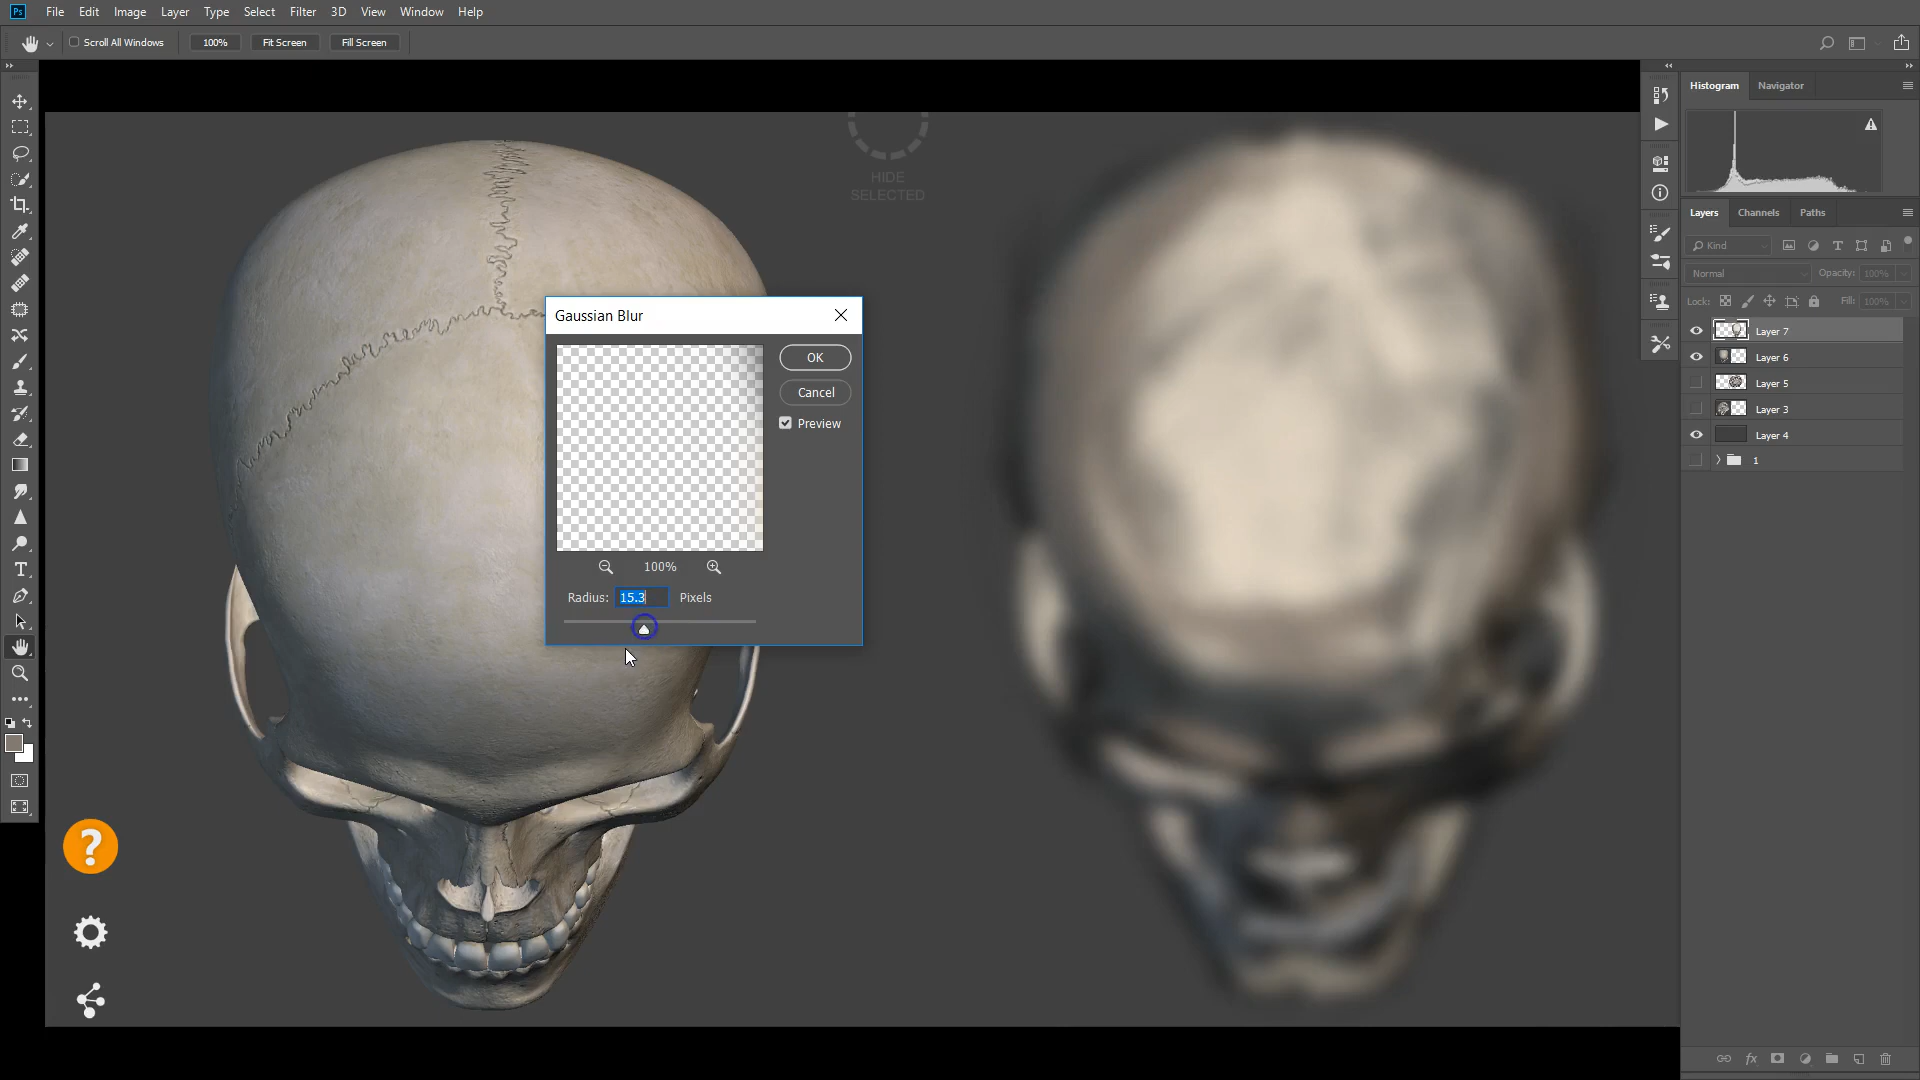 Ps File Edit Image Layer Type Select Filter 3D View Window Help
Scroll All Windows 100% Fit Screen Fill Screen
Histogram Navigator
HIDE
SELECTED
Layers Channels Paths
Kind
Normal Opacity: 100%
Lock: Fill: 100%
Layer 7
Layer 6
Layer 5
Layer 3
Layer 4
1
Gaussian Blur
OK
Cancel
Preview
100%
Radius: 15.3 Pixels
?
fx